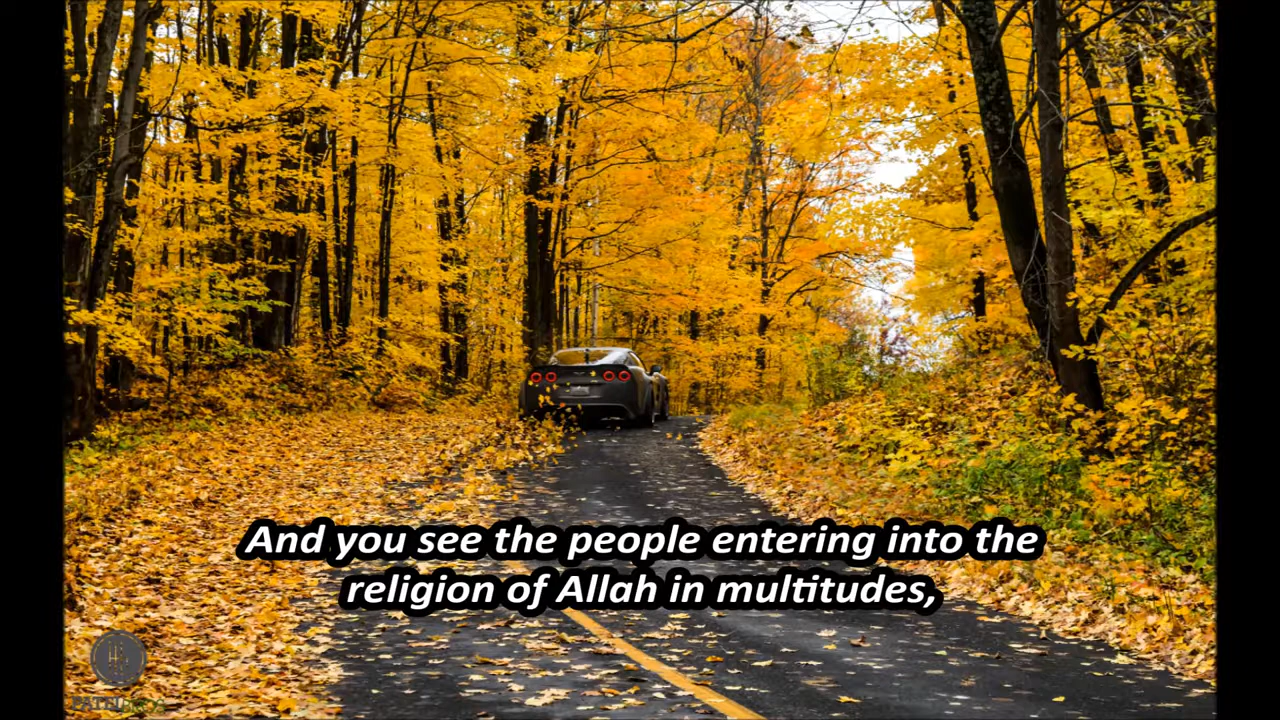 And you see the people entering into the
religion of Allah in multitudes,